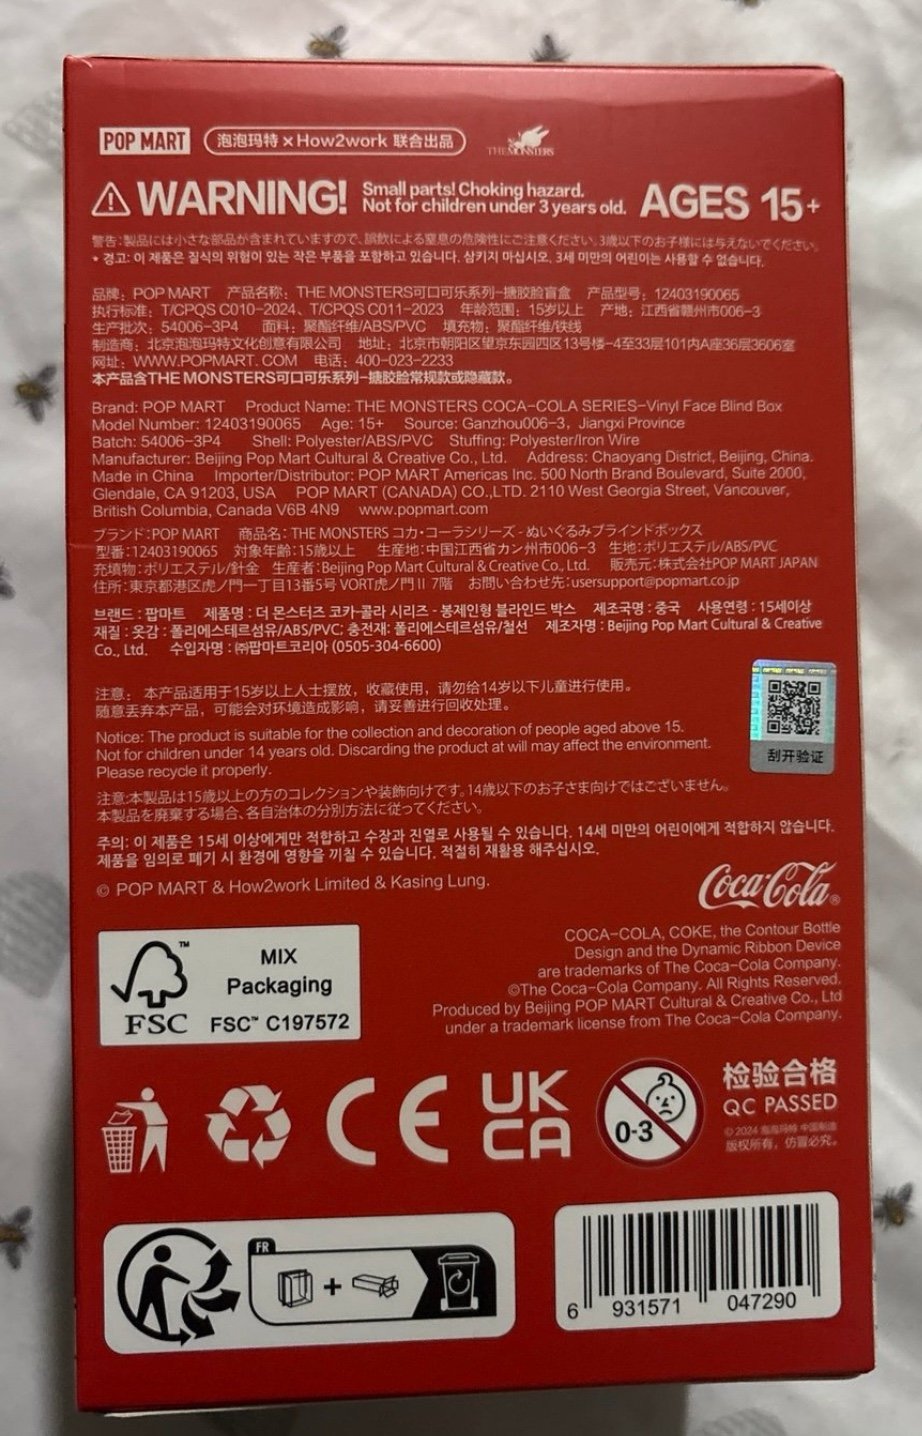 POP MART 泡泡玛特 × How2work 联合出品 THE MONSTERS
WARNING! Small parts! Choking hazard. AGES 15+
Not for children under 3 years old.
警告:製品には小さな部品が含まれていますので、誤飲による窒息の危険性にご注意ください。3歳以下のお子様には与えないでください。
* 경고: 이 제품은 질식의 위험이 있는 작은 부품을 포함하고 있습니다. 삼키지 마십시오. 3세 미만의 어린이는 사용할 수 없습니다.
品牌：POP MART 产品名称：THE MONSTERS可口可乐系列-搪胶脸盲盒 产品型号：12403190065
执行标准：T/CPQS C010-2024、T/CPQS C011-2023 年龄范围：15岁以上 产地：江西省赣州市006-3
生产批次：54006-3P4 面料：聚酯纤维/ABS/PVC 填充物：聚酯纤维/铁线
制造商：北京泡泡玛特文化创意有限公司 地址：北京市朝阳区望京东园四区13号楼-4至33层101内A座36层3606室
网址：WWW.POPMART.COM 电话：400-023-2233
本产品含THE MONSTERS可口可乐系列-搪胶脸常规款或隐藏款。
Brand: POP MART Product Name: THE MONSTERS COCA-COLA SERIES-Vinyl Face Blind Box
Model Number: 12403190065 Age: 15+ Source: Ganzhou006-3, Jiangxi Province
Batch: 54006-3P4 Shell: Polyester/ABS/PVC Stuffing: Polyester/Iron Wire
Manufacturer: Beijing Pop Mart Cultural & Creative Co., Ltd. Address: Chaoyang District, Beijing, China.
Made in China Importer/Distributor: POP MART Americas Inc. 500 North Brand Boulevard, Suite 2000,
Glendale, CA 91203, USA POP MART (CANADA) CO.,LTD. 2110 West Georgia Street, Vancouver,
British Columbia, Canada V6B 4N9 www.popmart.com
ブランド:POP MART 商品名：THE MONSTERS コカ・コーラシリーズ - ぬいぐるみブラインドボックス
型番:12403190065 対象年齢:15歳以上 生産地:中国江西省カン州市006-3 生地:ポリエステル/ABS/PVC
充填物:ポリエステル/針金 生産者:Beijing Pop Mart Cultural & Creative Co., Ltd. 販売元:株式会社POP MART JAPAN
住所:東京都港区虎ノ門一丁目13番5号 VORT虎ノ門 II 7階 お問い合わせ先:usersupport@popmart.co.jp
브랜드 : 팝마트 제품명 : 더 몬스터즈 코카-콜라 시리즈 - 봉제인형 블라인드 박스 제조국명 : 중국 사용연령 : 15세이상
재질 : 옷감 : 폴리에스테르섬유/ABS/PVC; 충전재: 폴리에스테르섬유/철선 제조자명 : Beijing Pop Mart Cultural & Creative
Co., Ltd. 수입자명 : ㈜팝마트코리아 (0505-304-6600)
注意： 本产品适用于15岁以上人士摆放，收藏使用，请勿给14岁以下儿童进行使用。
随意丢弃本产品，可能会对环境造成影响，请妥善进行回收处理。
刮开验证
Notice: The product is suitable for the collection and decoration of people aged above 15.
Not for children under 14 years old. Discarding the product at will may affect the environment.
Please recycle it properly.
注意:本製品は15歳以上の方のコレクションや装飾向けです。14歳以下のお子さま向けではございません。
本製品を廃棄する場合、各自治体の分別方法に従ってください。
주의: 이 제품은 15세 이상에게만 적합하고 수장과 진열로 사용될 수 있습니다. 14세 미만의 어린이에게 적합하지 않습니다.
제품을 임의로 폐기 시 환경에 영향을 끼칠 수 있습니다. 적절히 재활용 해주십시오.
© POP MART & How2work Limited & Kasing Lung.
Coca-Cola®
COCA-COLA, COKE, the Contour Bottle
Design and the Dynamic Ribbon Device
are trademarks of The Coca-Cola Company.
©The Coca-Cola Company. All Rights Reserved.
Produced by Beijing POP MART Cultural & Creative Co., Ltd
under a trademark license from The Coca-Cola Company.
FSC™
MIX
Packaging
FSC™ C197572
CE
UK
CA
0-3
检验合格
QC PASSED
© 2024 泡泡玛特 中国制造
版权所有，仿冒必究。
FR
6 931571 047290